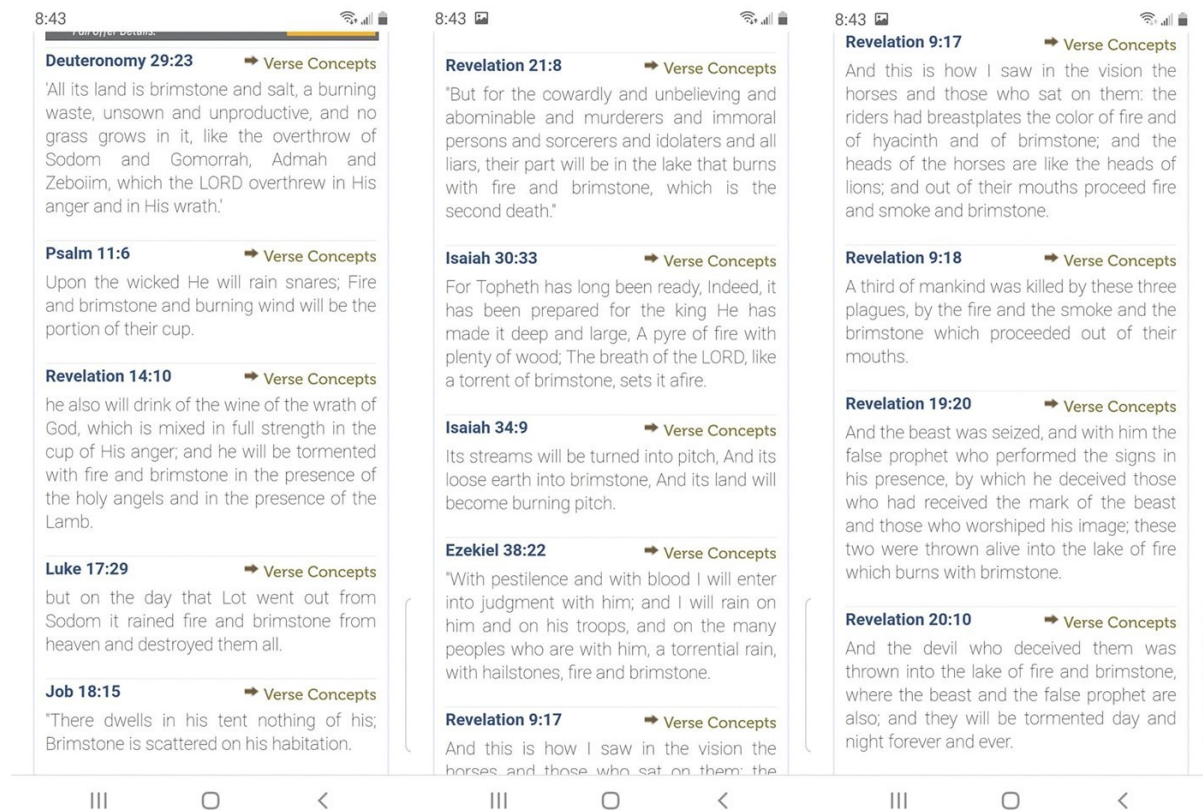 8:43
Full Offer Details.
Deuteronomy 29:23
Verse Concepts
'All its land is brimstone and salt, a burning
waste, unsown and unproductive, and no
grass grows in it, like the overthrow of
Sodom and Gomorrah, Admah and
Zeboiim, which the LORD overthrew in His
anger and in His wrath.'
Psalm 11:6
Verse Concepts
Upon the wicked He will rain snares; Fire
and brimstone and burning wind will be the
portion of their cup.
Revelation 14:10
Verse Concepts
he also will drink of the wine of the wrath of
God, which is mixed in full strength in the
cup of His anger; and he will be tormented
with fire and brimstone in the presence of
the holy angels and in the presence of the
Lamb.
Luke 17:29
Verse Concepts
but on the day that Lot went out from
Sodom it rained fire and brimstone from
heaven and destroyed them all.
Job 18:15
Verse Concepts
"There dwells in his tent nothing of his;
Brimstone is scattered on his habitation.
8:43
Revelation 21:8
Verse Concepts
"But for the cowardly and unbelieving and
abominable and murderers and immoral
persons and sorcerers and idolaters and all
liars, their part will be in the lake that burns
with fire and brimstone, which is the
second death."
Isaiah 30:33
Verse Concepts
For Topheth has long been ready, Indeed, it
has been prepared for the king He has
made it deep and large, A pyre of fire with
plenty of wood; The breath of the LORD, like
a torrent of brimstone, sets it afire.
Isaiah 34:9
Verse Concepts
Its streams will be turned into pitch, And its
loose earth into brimstone, And its land will
become burning pitch.
Ezekiel 38:22
Verse Concepts
"With pestilence and with blood I will enter
into judgment with him; and I will rain on
him and on his troops, and on the many
peoples who are with him, a torrential rain,
with hailstones, fire and brimstone.
Revelation 9:17
Verse Concepts
And this is how I saw in the vision the
horses and those who sat on them: the
8:43
Revelation 9:17
Verse Concepts
And this is how I saw in the vision the
horses and those who sat on them: the
riders had breastplates the color of fire and
of hyacinth and of brimstone; and the
heads of the horses are like the heads of
lions; and out of their mouths proceed fire
and smoke and brimstone.
Revelation 9:18
Verse Concepts
A third of mankind was killed by these three
plagues, by the fire and the smoke and the
brimstone which proceeded out of their
mouths.
Revelation 19:20
Verse Concepts
And the beast was seized, and with him the
false prophet who performed the signs in
his presence, by which he deceived those
who had received the mark of the beast
and those who worshiped his image; these
two were thrown alive into the lake of fire
which burns with brimstone.
Revelation 20:10
Verse Concepts
And the devil who deceived them was
thrown into the lake of fire and brimstone,
where the beast and the false prophet are
also; and they will be tormented day and
night forever and ever.